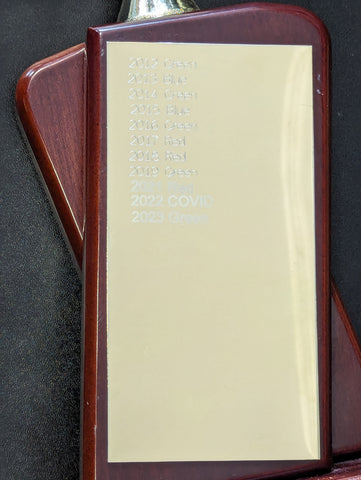 2012 Green
2013 Blue
2014 Green
2015 Blue
2016 Green
2017 Red
2018 Red
2019 Green
2021
2022 COVID
2023 Green